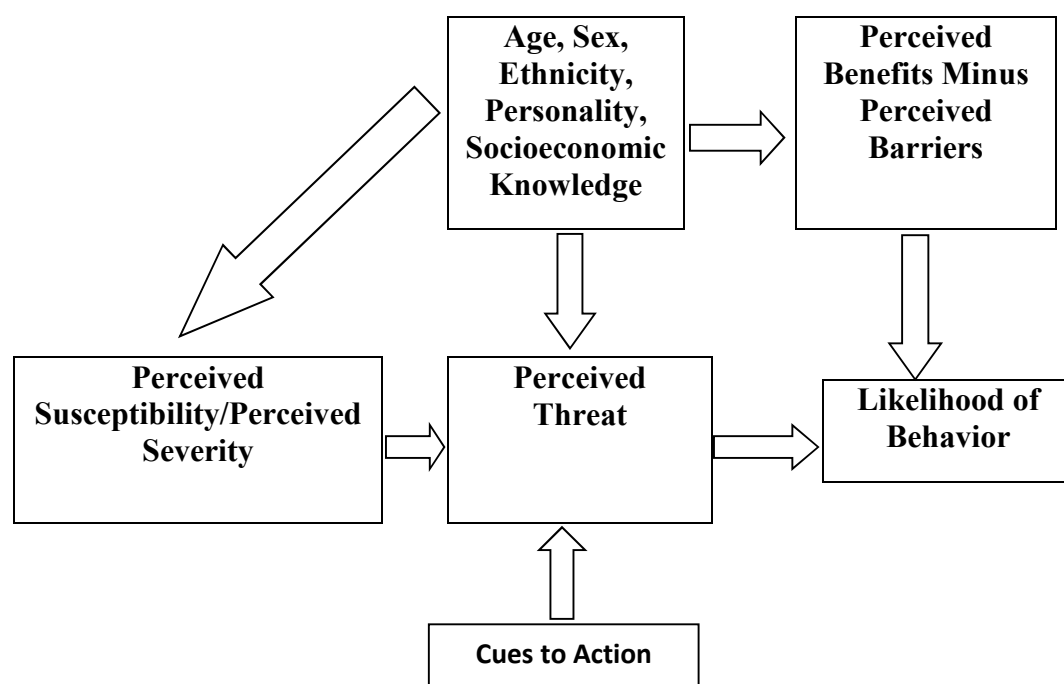 Age, Sex,
Ethnicity,
Personality,
Socioeconomic
Knowledge
Perceived
Benefits Minus
Perceived
Barriers
Perceived
Susceptibility/Perceived
Severity
Perceived
Threat
Likelihood of
Behavior
Cues to Action